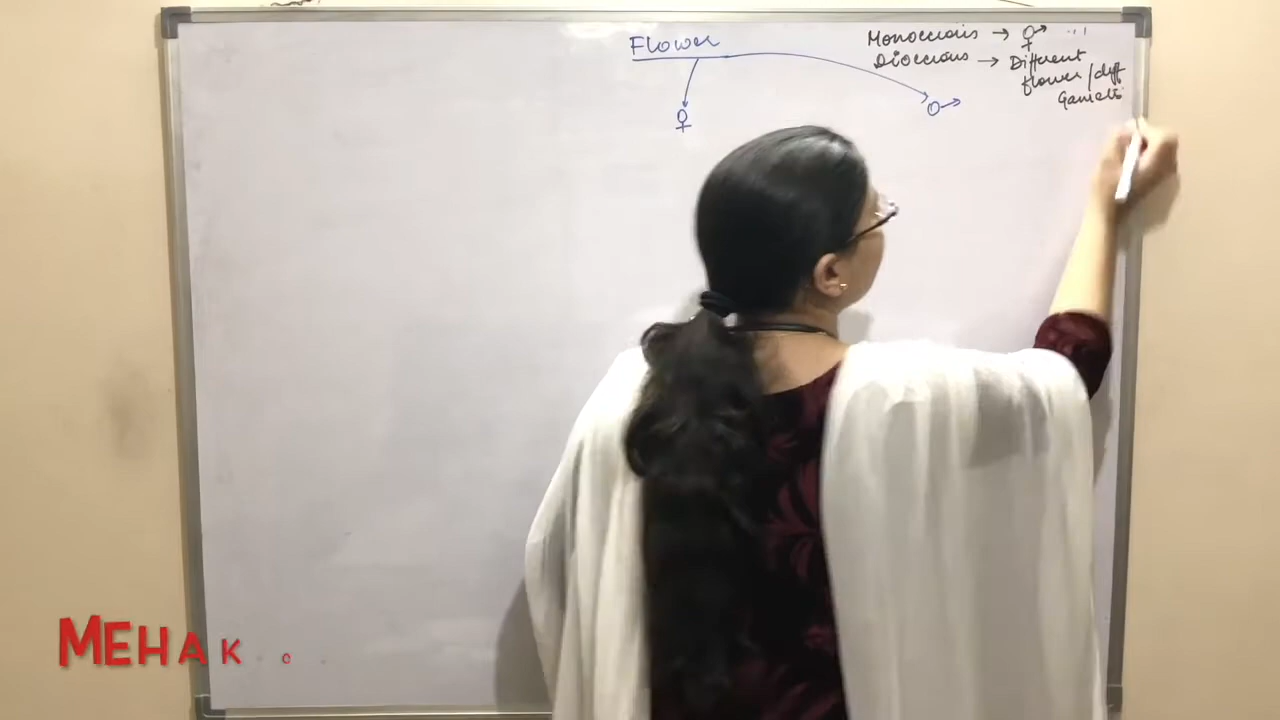 Flower
♀
♂
Monoecious → ⚥ "
Dioecious → Different
flower / diff
Gametes
MEHAK